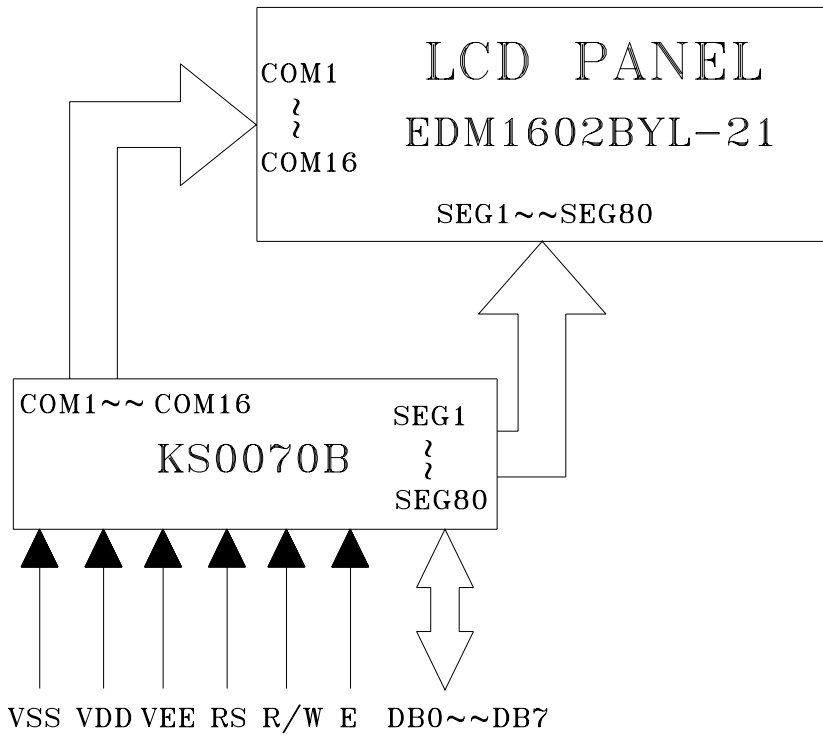 LCD PANEL
COM1
~
~
COM16
EDM1602BYL-21
SEG1~~SEG80
COM1~~ COM16
SEG1
~
~
SEG80
KS0070B
VSS VDD VEE RS R/W E DB0~~DB7